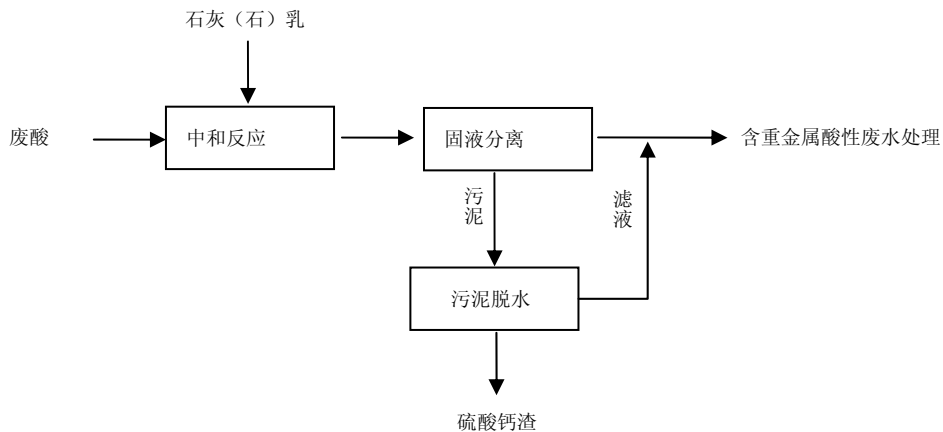 石灰（石）乳
废酸
中和反应
固液分离
含重金属酸性废水处理
污泥
滤液
污泥脱水
硫酸钙渣